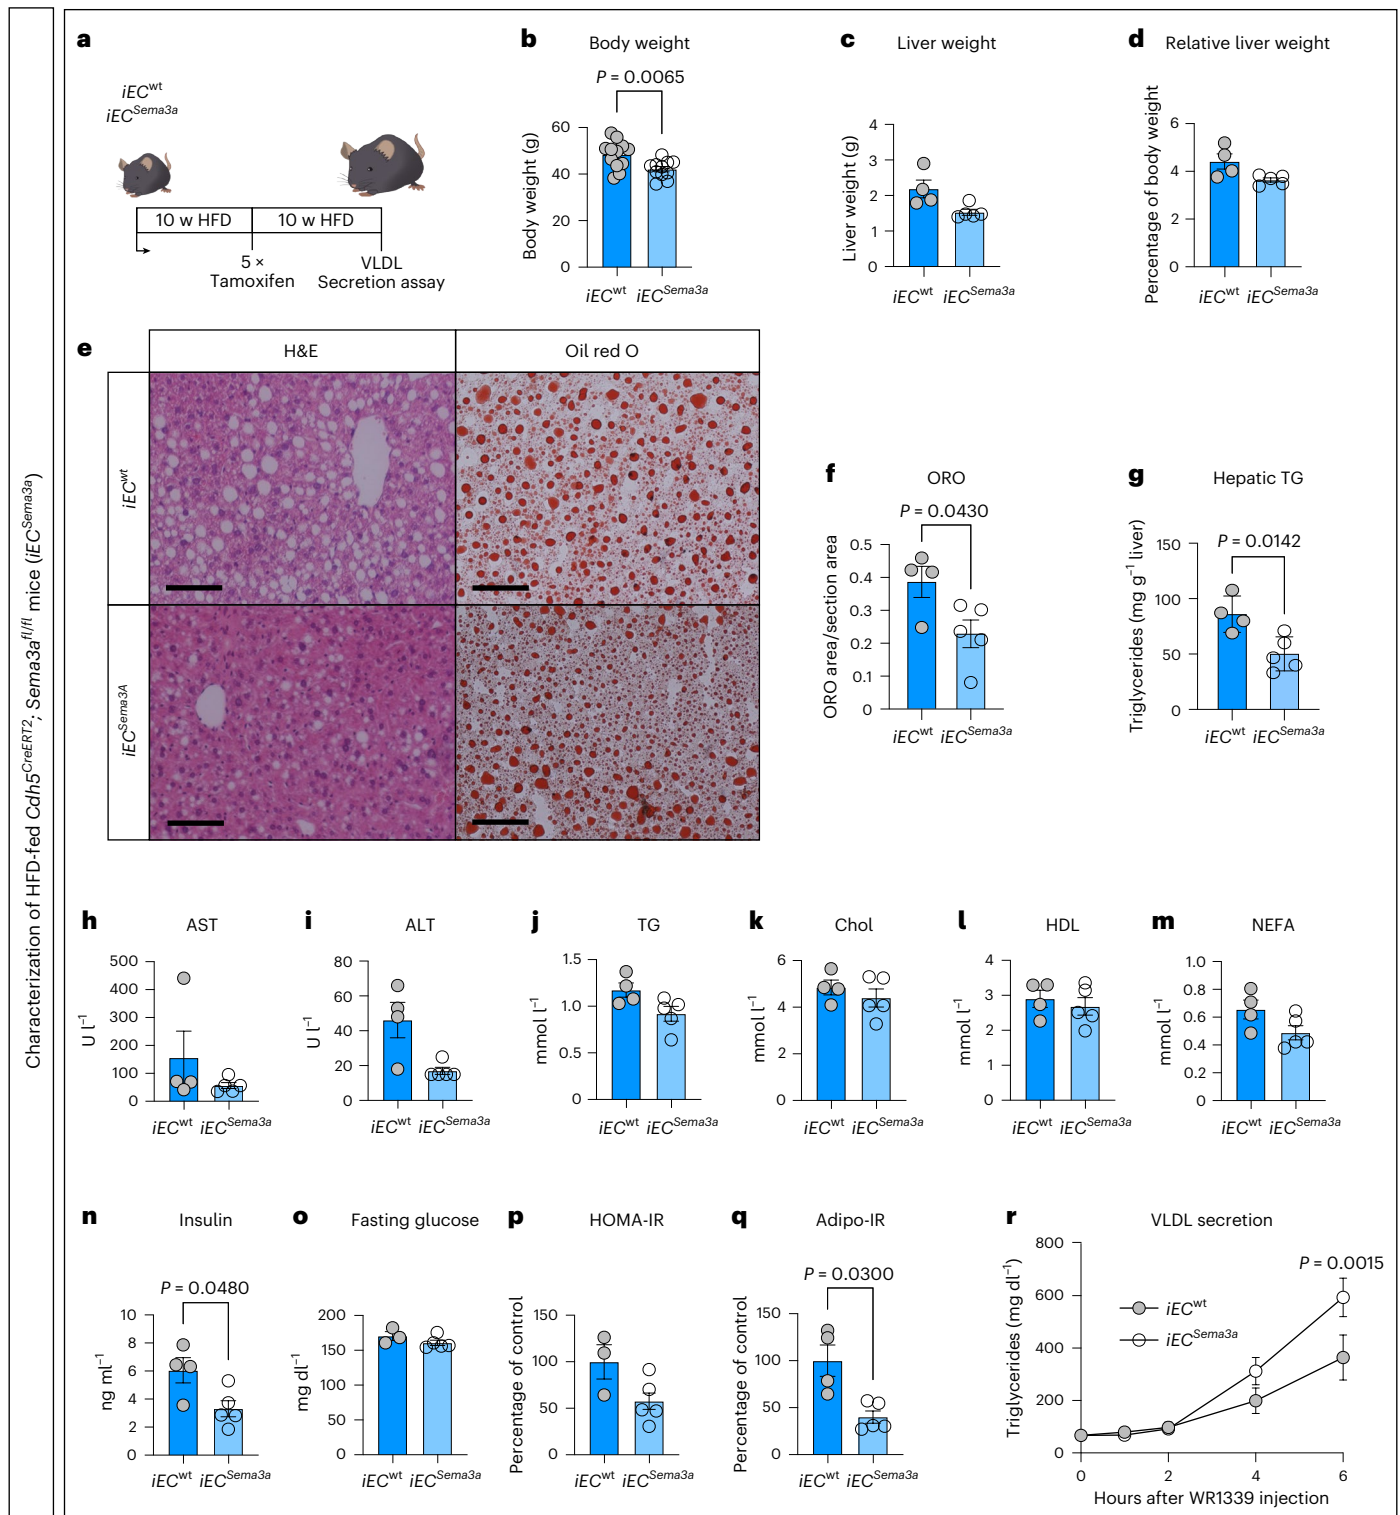 Characterization of HFD-fed Cdh5CreERT2; Sema3afl/fl mice (iECSema3a)
a
iECwt
iECSema3a
10 w HFD
10 w HFD
5 ×
Tamoxifen
VLDL
Secretion assay
b
Body weight
P = 0.0065
Body weight (g)
60
40
20
0
iECwt iECSema3a
c
Liver weight
Liver weight (g)
4
3
2
1
0
iECwt iECSema3a
d
Relative liver weight
Percentage of body weight
6
4
2
0
iECwt iECSema3a
e
H&E
Oil red O
iECwt
iECSema3A
f
ORO
P = 0.0430
ORO area/section area
0.5
0.4
0.3
0.2
0.1
0
iECwt iECSema3a
g
Hepatic TG
P = 0.0142
Triglycerides (mg g−1 liver)
150
100
50
0
iECwt iECSema3a
h
AST
U l−1
500
400
300
200
100
0
iECwt iECSema3a
i
ALT
U l−1
80
60
40
20
0
iECwt iECSema3a
j
TG
mmol l−1
1.5
1.0
0.5
0
iECwt iECSema3a
k
Chol
mmol l−1
6
4
2
0
iECwt iECSema3a
l
HDL
mmol l−1
4
3
2
1
0
iECwt iECSema3a
m
NEFA
mmol l−1
1.0
0.8
0.6
0.4
0.2
0
iECwt iECSema3a
n
Insulin
P = 0.0480
ng ml−1
10
8
6
4
2
0
iECwt iECSema3a
o
Fasting glucose
mg dl−1
200
150
100
50
0
iECwt iECSema3a
p
HOMA-IR
Percentage of control
150
100
50
0
iECwt iECSema3a
q
Adipo-IR
P = 0.0300
Percentage of control
150
100
50
0
iECwt iECSema3a
r
VLDL secretion
P = 0.0015
Triglycerides (mg dl−1)
800
600
400
200
0
iECwt
iECSema3a
0 2 4 6
Hours after WR1339 injection